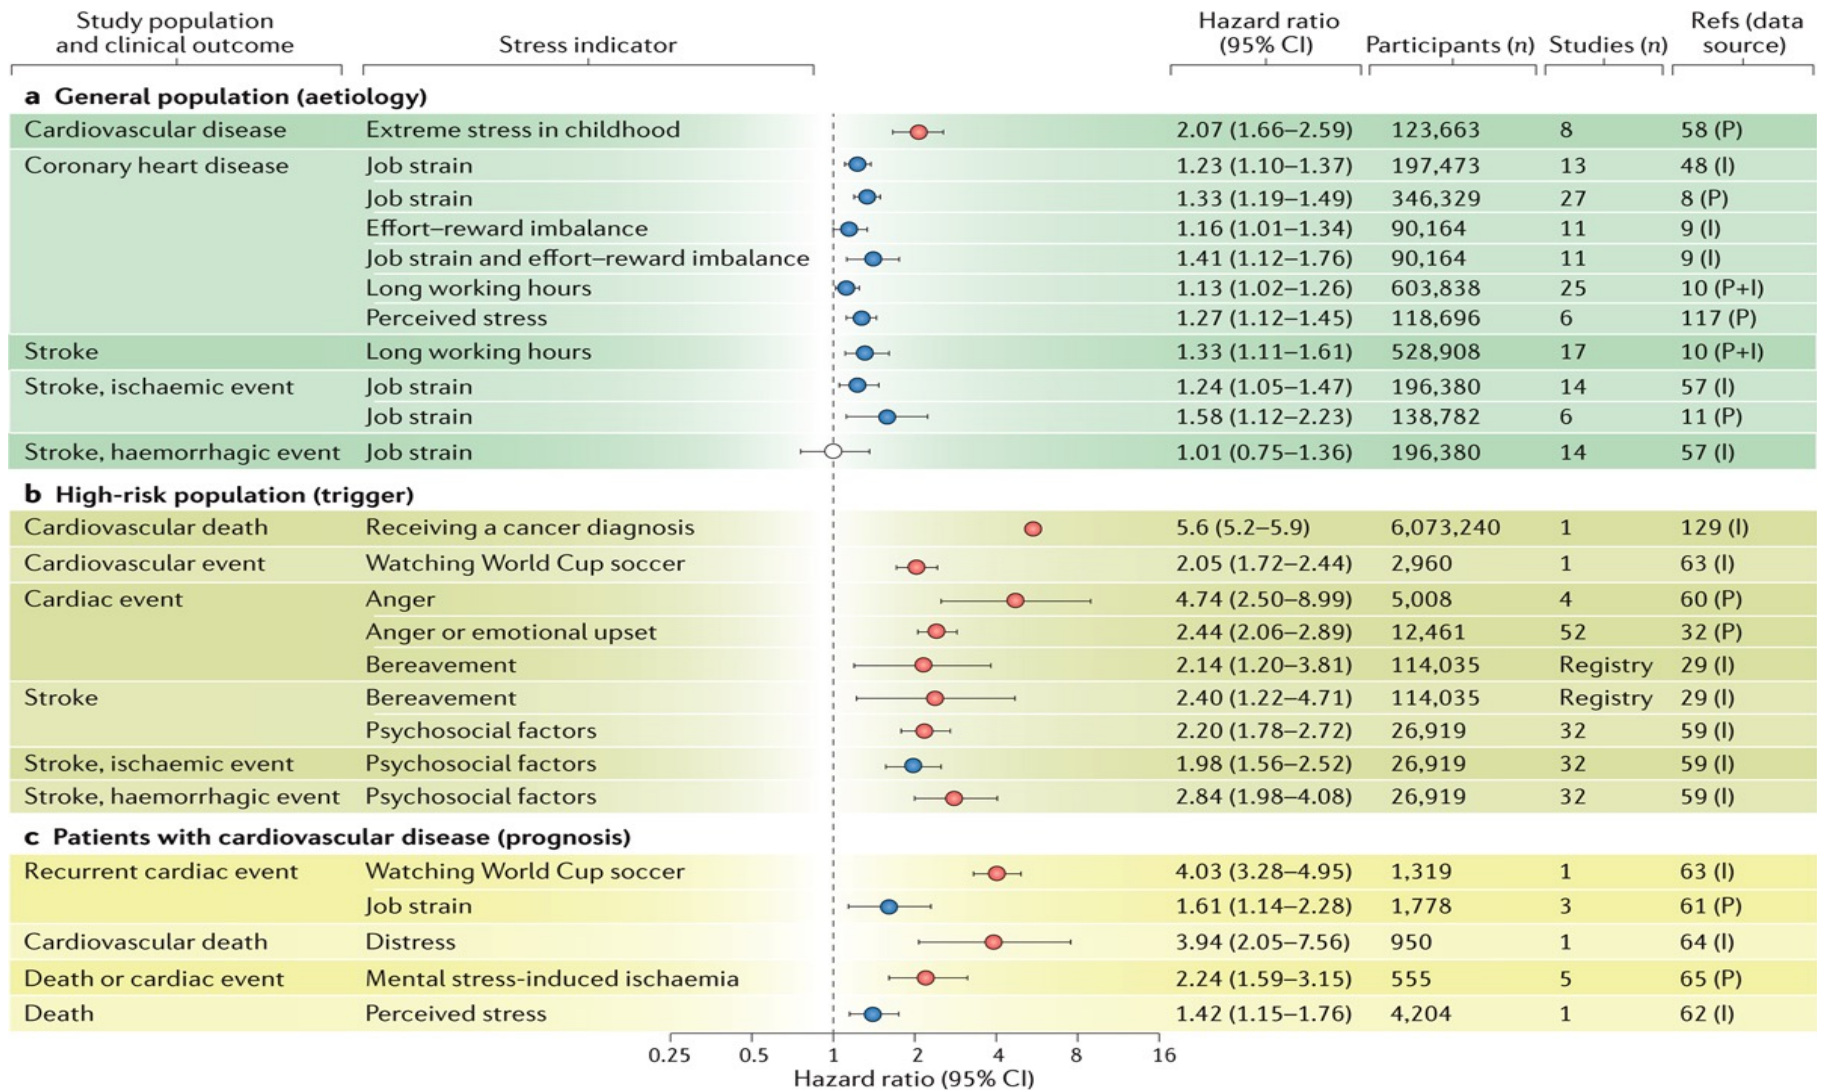 Study population and clinical outcome
Stress indicator
Hazard ratio (95% CI)
Participants (n)
Studies (n)
Refs (data source)
a General population (aetiology)
Cardiovascular disease Extreme stress in childhood 2.07 (1.66–2.59) 123,663 8 58 (P)
Coronary heart disease Job strain 1.23 (1.10–1.37) 197,473 13 48 (I)
Job strain 1.33 (1.19–1.49) 346,329 27 8 (P)
Effort–reward imbalance 1.16 (1.01–1.34) 90,164 11 9 (I)
Job strain and effort–reward imbalance 1.41 (1.12–1.76) 90,164 11 9 (I)
Long working hours 1.13 (1.02–1.26) 603,838 25 10 (P+I)
Perceived stress 1.27 (1.12–1.45) 118,696 6 117 (P)
Stroke Long working hours 1.33 (1.11–1.61) 528,908 17 10 (P+I)
Stroke, ischaemic event Job strain 1.24 (1.05–1.47) 196,380 14 57 (I)
Job strain 1.58 (1.12–2.23) 138,782 6 11 (P)
Stroke, haemorrhagic event Job strain 1.01 (0.75–1.36) 196,380 14 57 (I)
b High-risk population (trigger)
Cardiovascular death Receiving a cancer diagnosis 5.6 (5.2–5.9) 6,073,240 1 129 (I)
Cardiovascular event Watching World Cup soccer 2.05 (1.72–2.44) 2,960 1 63 (I)
Cardiac event Anger 4.74 (2.50–8.99) 5,008 4 60 (P)
Anger or emotional upset 2.44 (2.06–2.89) 12,461 52 32 (P)
Bereavement 2.14 (1.20–3.81) 114,035 Registry 29 (I)
Stroke Bereavement 2.40 (1.22–4.71) 114,035 Registry 29 (I)
Psychosocial factors 2.20 (1.78–2.72) 26,919 32 59 (I)
Stroke, ischaemic event Psychosocial factors 1.98 (1.56–2.52) 26,919 32 59 (I)
Stroke, haemorrhagic event Psychosocial factors 2.84 (1.98–4.08) 26,919 32 59 (I)
c Patients with cardiovascular disease (prognosis)
Recurrent cardiac event Watching World Cup soccer 4.03 (3.28–4.95) 1,319 1 63 (I)
Job strain 1.61 (1.14–2.28) 1,778 3 61 (P)
Cardiovascular death Distress 3.94 (2.05–7.56) 950 1 64 (I)
Death or cardiac event Mental stress-induced ischaemia 2.24 (1.59–3.15) 555 5 65 (P)
Death Perceived stress 1.42 (1.15–1.76) 4,204 1 62 (I)
0.25 0.5 1 2 4 8 16
Hazard ratio (95% CI)